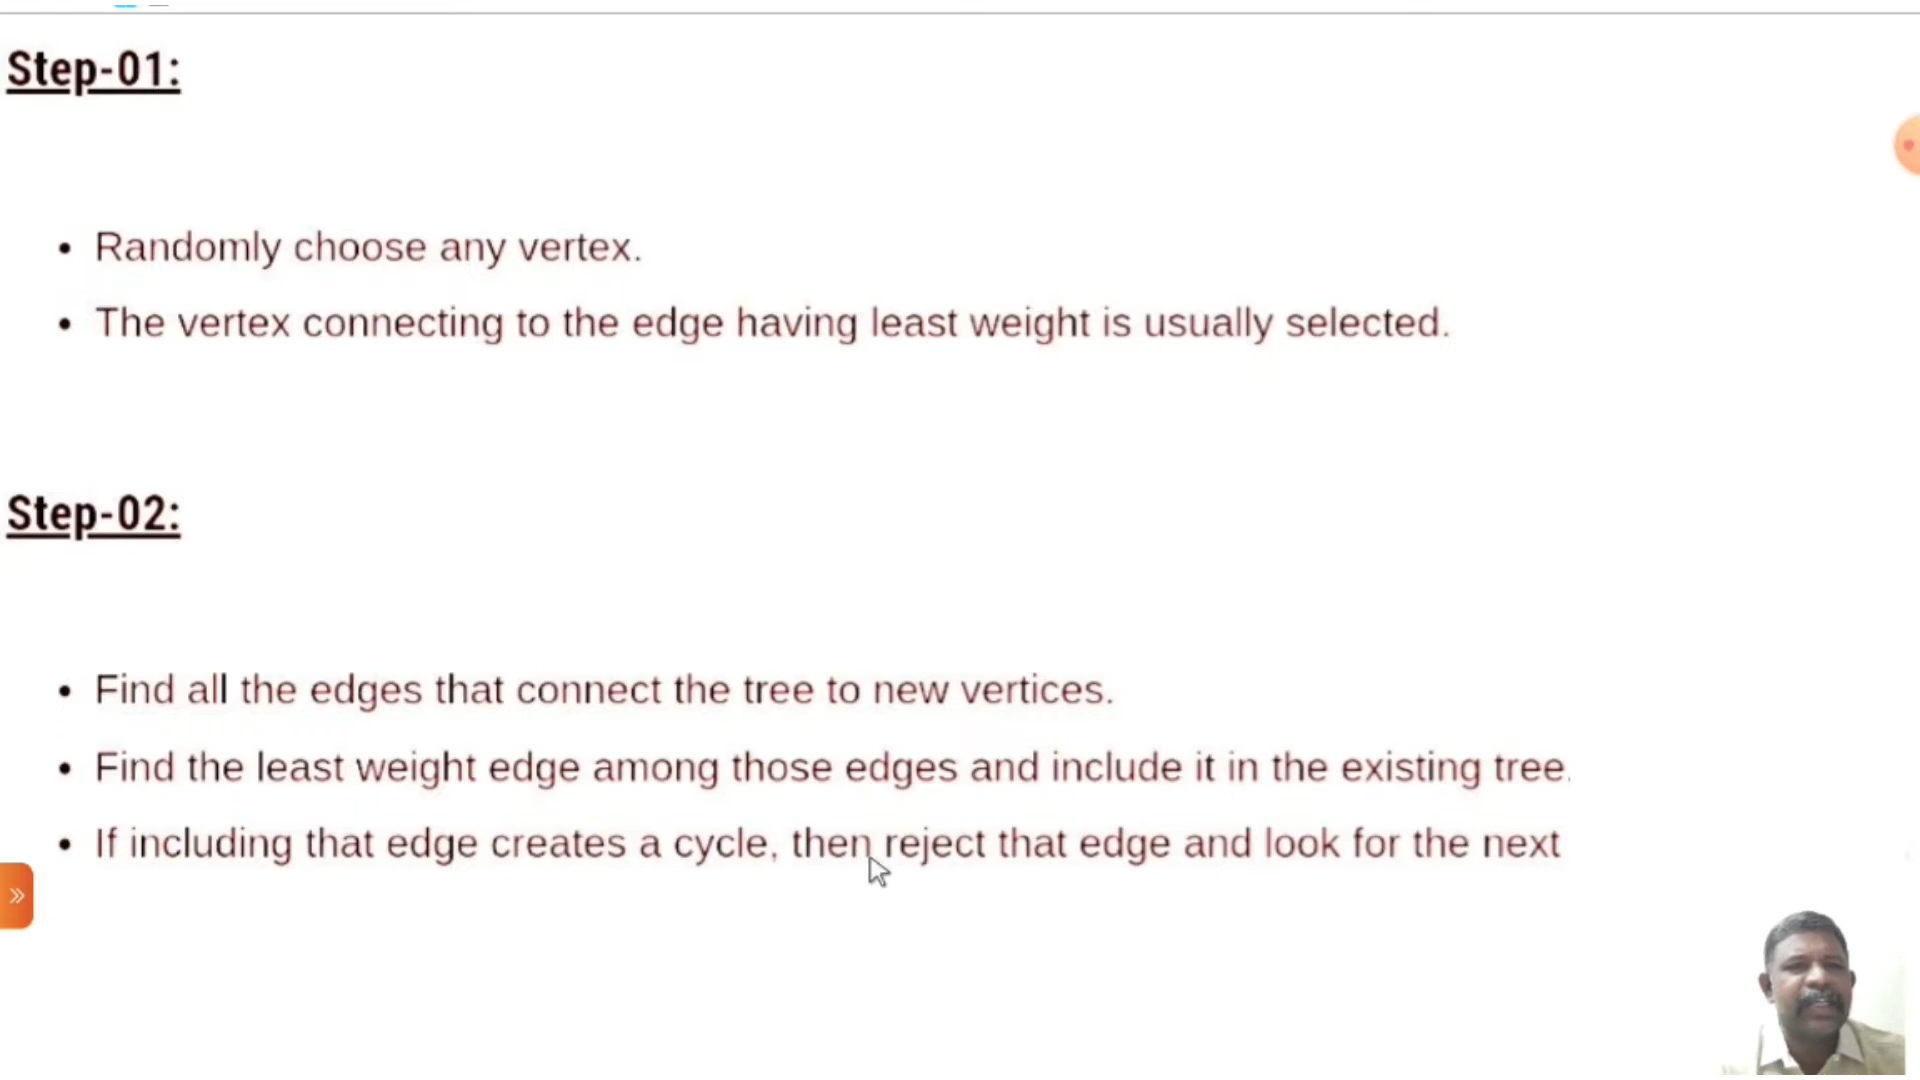 Step-01:
• Randomly choose any vertex.
• The vertex connecting to the edge having least weight is usually selected.
Step-02:
• Find all the edges that connect the tree to new vertices.
• Find the least weight edge among those edges and include it in the existing tree.
• If including that edge creates a cycle, then reject that edge and look for the next